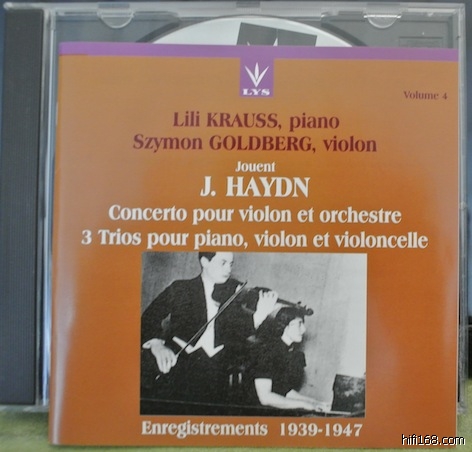 LYS
Volume 4
Lili KRAUSS, piano
Szymon GOLDBERG, violon
Jouent
J. HAYDN
Concerto pour violon et orchestre
3 Trios pour piano, violon et violoncelle
Enregistrements 1939-1947
hifi168.com